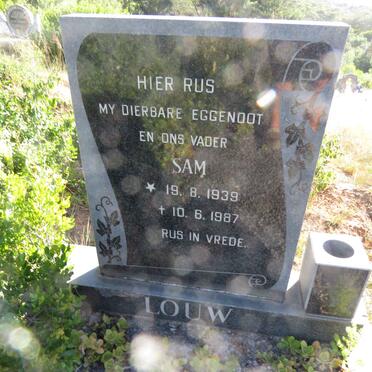 HIER RUS
MY DIERBARE EGGENOOT
EN ONS VADER
SAM
★ 19. 8. 1939
✝ 10. 6. 1987
RUS IN VREDE.
LOUW